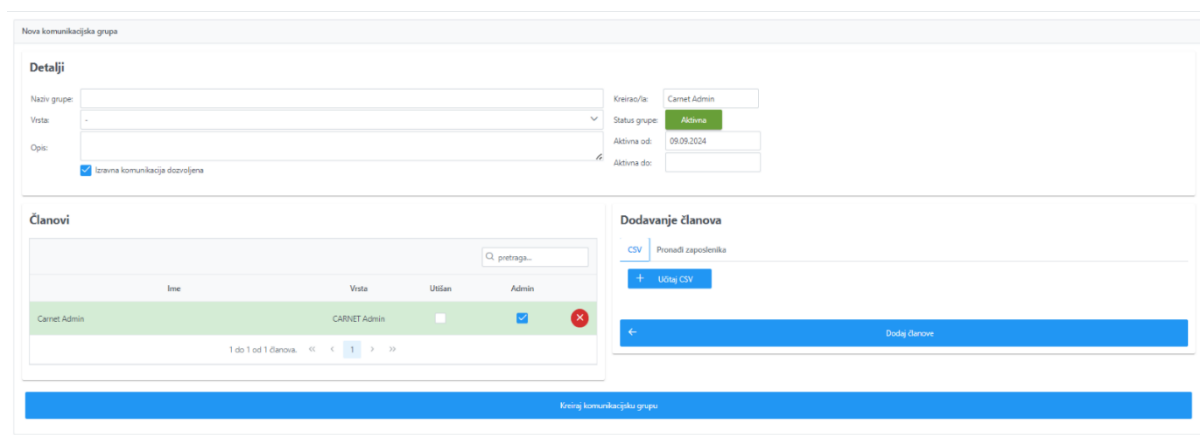 Nova komunikacijska grupa
Detalji
Naziv grupe:
Vrsta: -
Opis:
Izravna komunikacija dozvoljena
Kreirao/la: Carnet Admin
Status grupe: Aktivna
Aktivna od: 09.09.2024
Aktivna do:
Članovi
pretraga...
Ime Vrsta Utišan Admin
Carnet Admin CARNET Admin
1 do 1 od 1 članova. « < 1 > »
Dodavanje članova
CSV Pronađi zaposlenika
+ Učitaj CSV
← Dodaj članove
Kreiraj komunikacijsku grupu